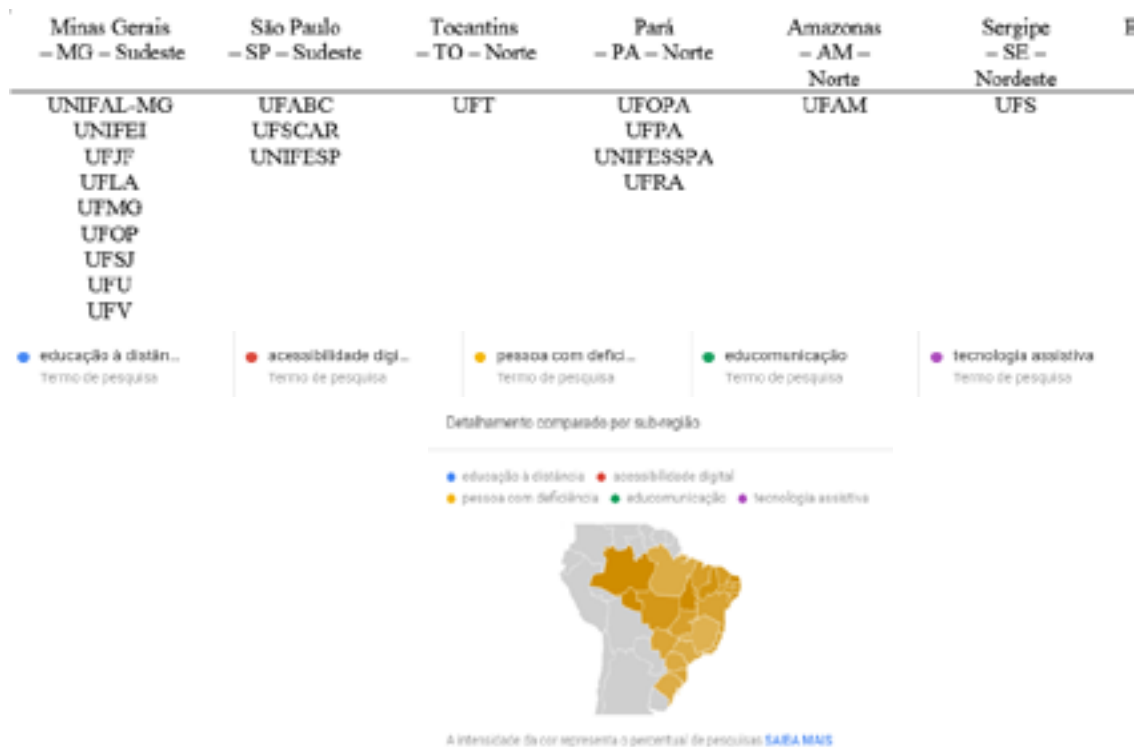 Minas Gerais
– MG – Sudeste
São Paulo
– SP – Sudeste
Tocantins
– TO – Norte
Pará
– PA – Norte
Amazonas
– AM –
Norte
Sergipe
– SE –
Nordeste
E
UNIFAL-MG UFABC UFT UFOPA UFAM UFS
UNIFEI UFSCAR UFPA
UFJF UNIFESP UNIFESSPA
UFLA UFRA
UFMG
UFOP
UFSJ
UFU
UFV
educação à distân... acessibilidade digi... pessoa com defici... educomunicação tecnologia assistiva
Termo de pesquisa Termo de pesquisa Termo de pesquisa Termo de pesquisa Termo de pesquisa
Detalhamento comparado por sub-região
educação à distância acessibilidade digital
pessoa com deficiência educomunicação tecnologia assistiva
A intensidade da cor representa o percentual de pesquisas SAIBA MAIS